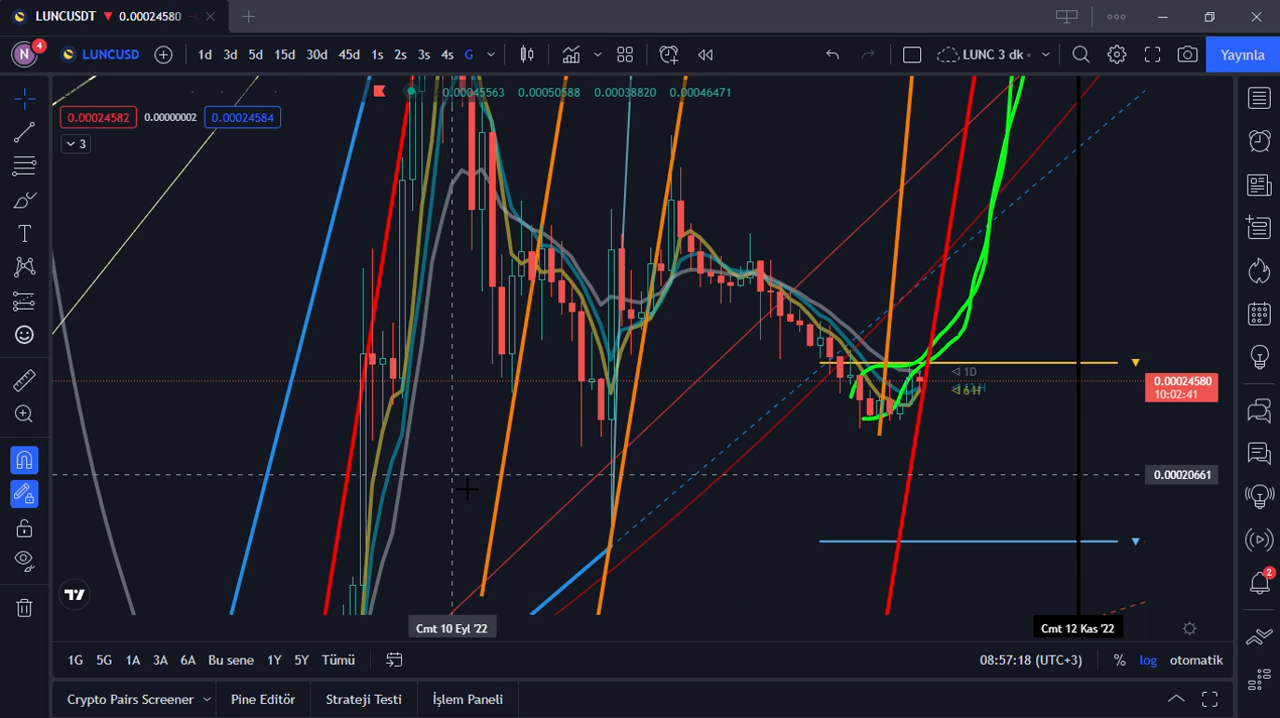 LUNCUSDT ▼ 0.00024580
N 4 LUNCUSD 1d 3d 5d 15d 30d 45d 1s 2s 3s 4s G LUNC 3 dk Yayınla
0.00045563 0.00050588 0.00038820 0.00046471
0.00024582 0.00000002 0.00024584
3
1D
6 H
0.00024580
10:02:41
0.00020661
2
Cmt 10 Eyl '22 Cmt 12 Kas '22
1G 5G 1A 3A 6A Bu sene 1Y 5Y Tümü 08:57:18 (UTC+3) % log otomatik
Crypto Pairs Screener Pine Editör Strateji Testi İşlem Paneli